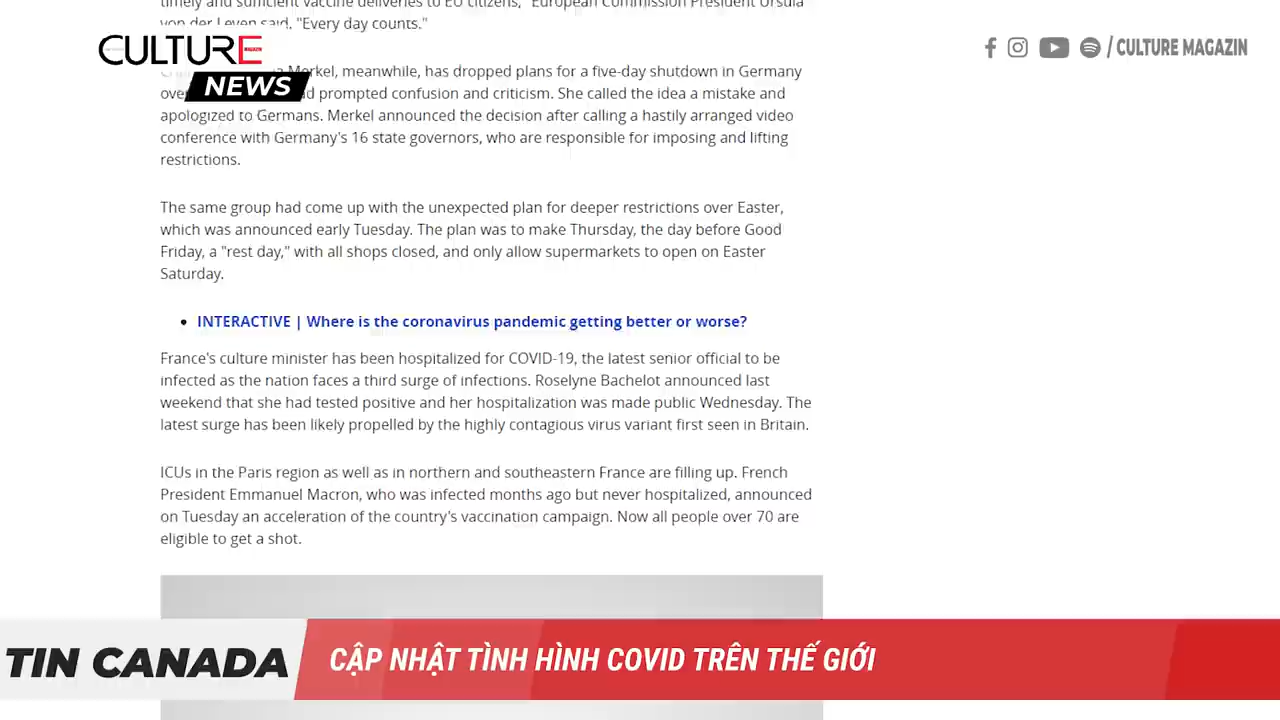 timely and sufficient vaccine deliveries to EU citizens," European Commission President Ursula
von der Leyen said. "Every day counts."
CULTURE
NEWS
/ CULTURE MAGAZIN
Merkel, meanwhile, has dropped plans for a five-day shutdown in Germany
prompted confusion and criticism. She called the idea a mistake and
apologized to Germans. Merkel announced the decision after calling a hastily arranged video
conference with Germany's 16 state governors, who are responsible for imposing and lifting
restrictions.
The same group had come up with the unexpected plan for deeper restrictions over Easter,
which was announced early Tuesday. The plan was to make Thursday, the day before Good
Friday, a "rest day," with all shops closed, and only allow supermarkets to open on Easter
Saturday.
• INTERACTIVE | Where is the coronavirus pandemic getting better or worse?
France's culture minister has been hospitalized for COVID-19, the latest senior official to be
infected as the nation faces a third surge of infections. Roselyne Bachelot announced last
weekend that she had tested positive and her hospitalization was made public Wednesday. The
latest surge has been likely propelled by the highly contagious virus variant first seen in Britain.
ICUs in the Paris region as well as in northern and southeastern France are filling up. French
President Emmanuel Macron, who was infected months ago but never hospitalized, announced
on Tuesday an acceleration of the country's vaccination campaign. Now all people over 70 are
eligible to get a shot.
TIN CANADA
CẬP NHẬT TÌNH HÌNH COVID TRÊN THẾ GIỚI